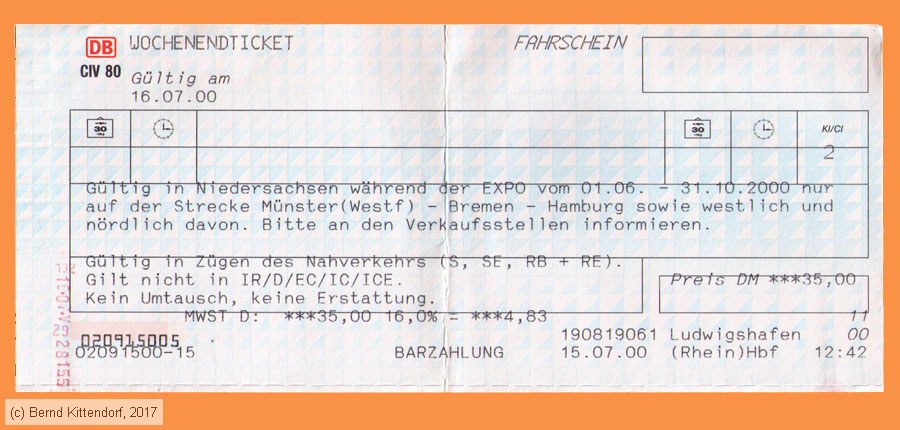 DB WOCHENENDTICKET FAHRSCHEIN
CIV 80 Gültig am
16.07.00
30 30 KI/Cl
2
Gültig in Niedersachsen während der EXPO vom 01.06. - 31.10.2000 nur
auf der Strecke Münster(Westf) - Bremen - Hamburg sowie westlich und
nördlich davon. Bitte an den Verkaufsstellen informieren.
Gültig in Zügen des Nahverkehrs (S, SE, RB + RE).
Gilt nicht in IR/D/EC/IC/ICE. Preis DM ***35,00
Kein Umtausch, keine Erstattung.
MWST D: ***35,00 16,0% = ***4,83 11
020915005 190819061 Ludwigshafen 00
02091500-15 BARZAHLUNG 15.07.00 (Rhein)Hbf 12:42
(c) Bernd Kittendorf, 2017